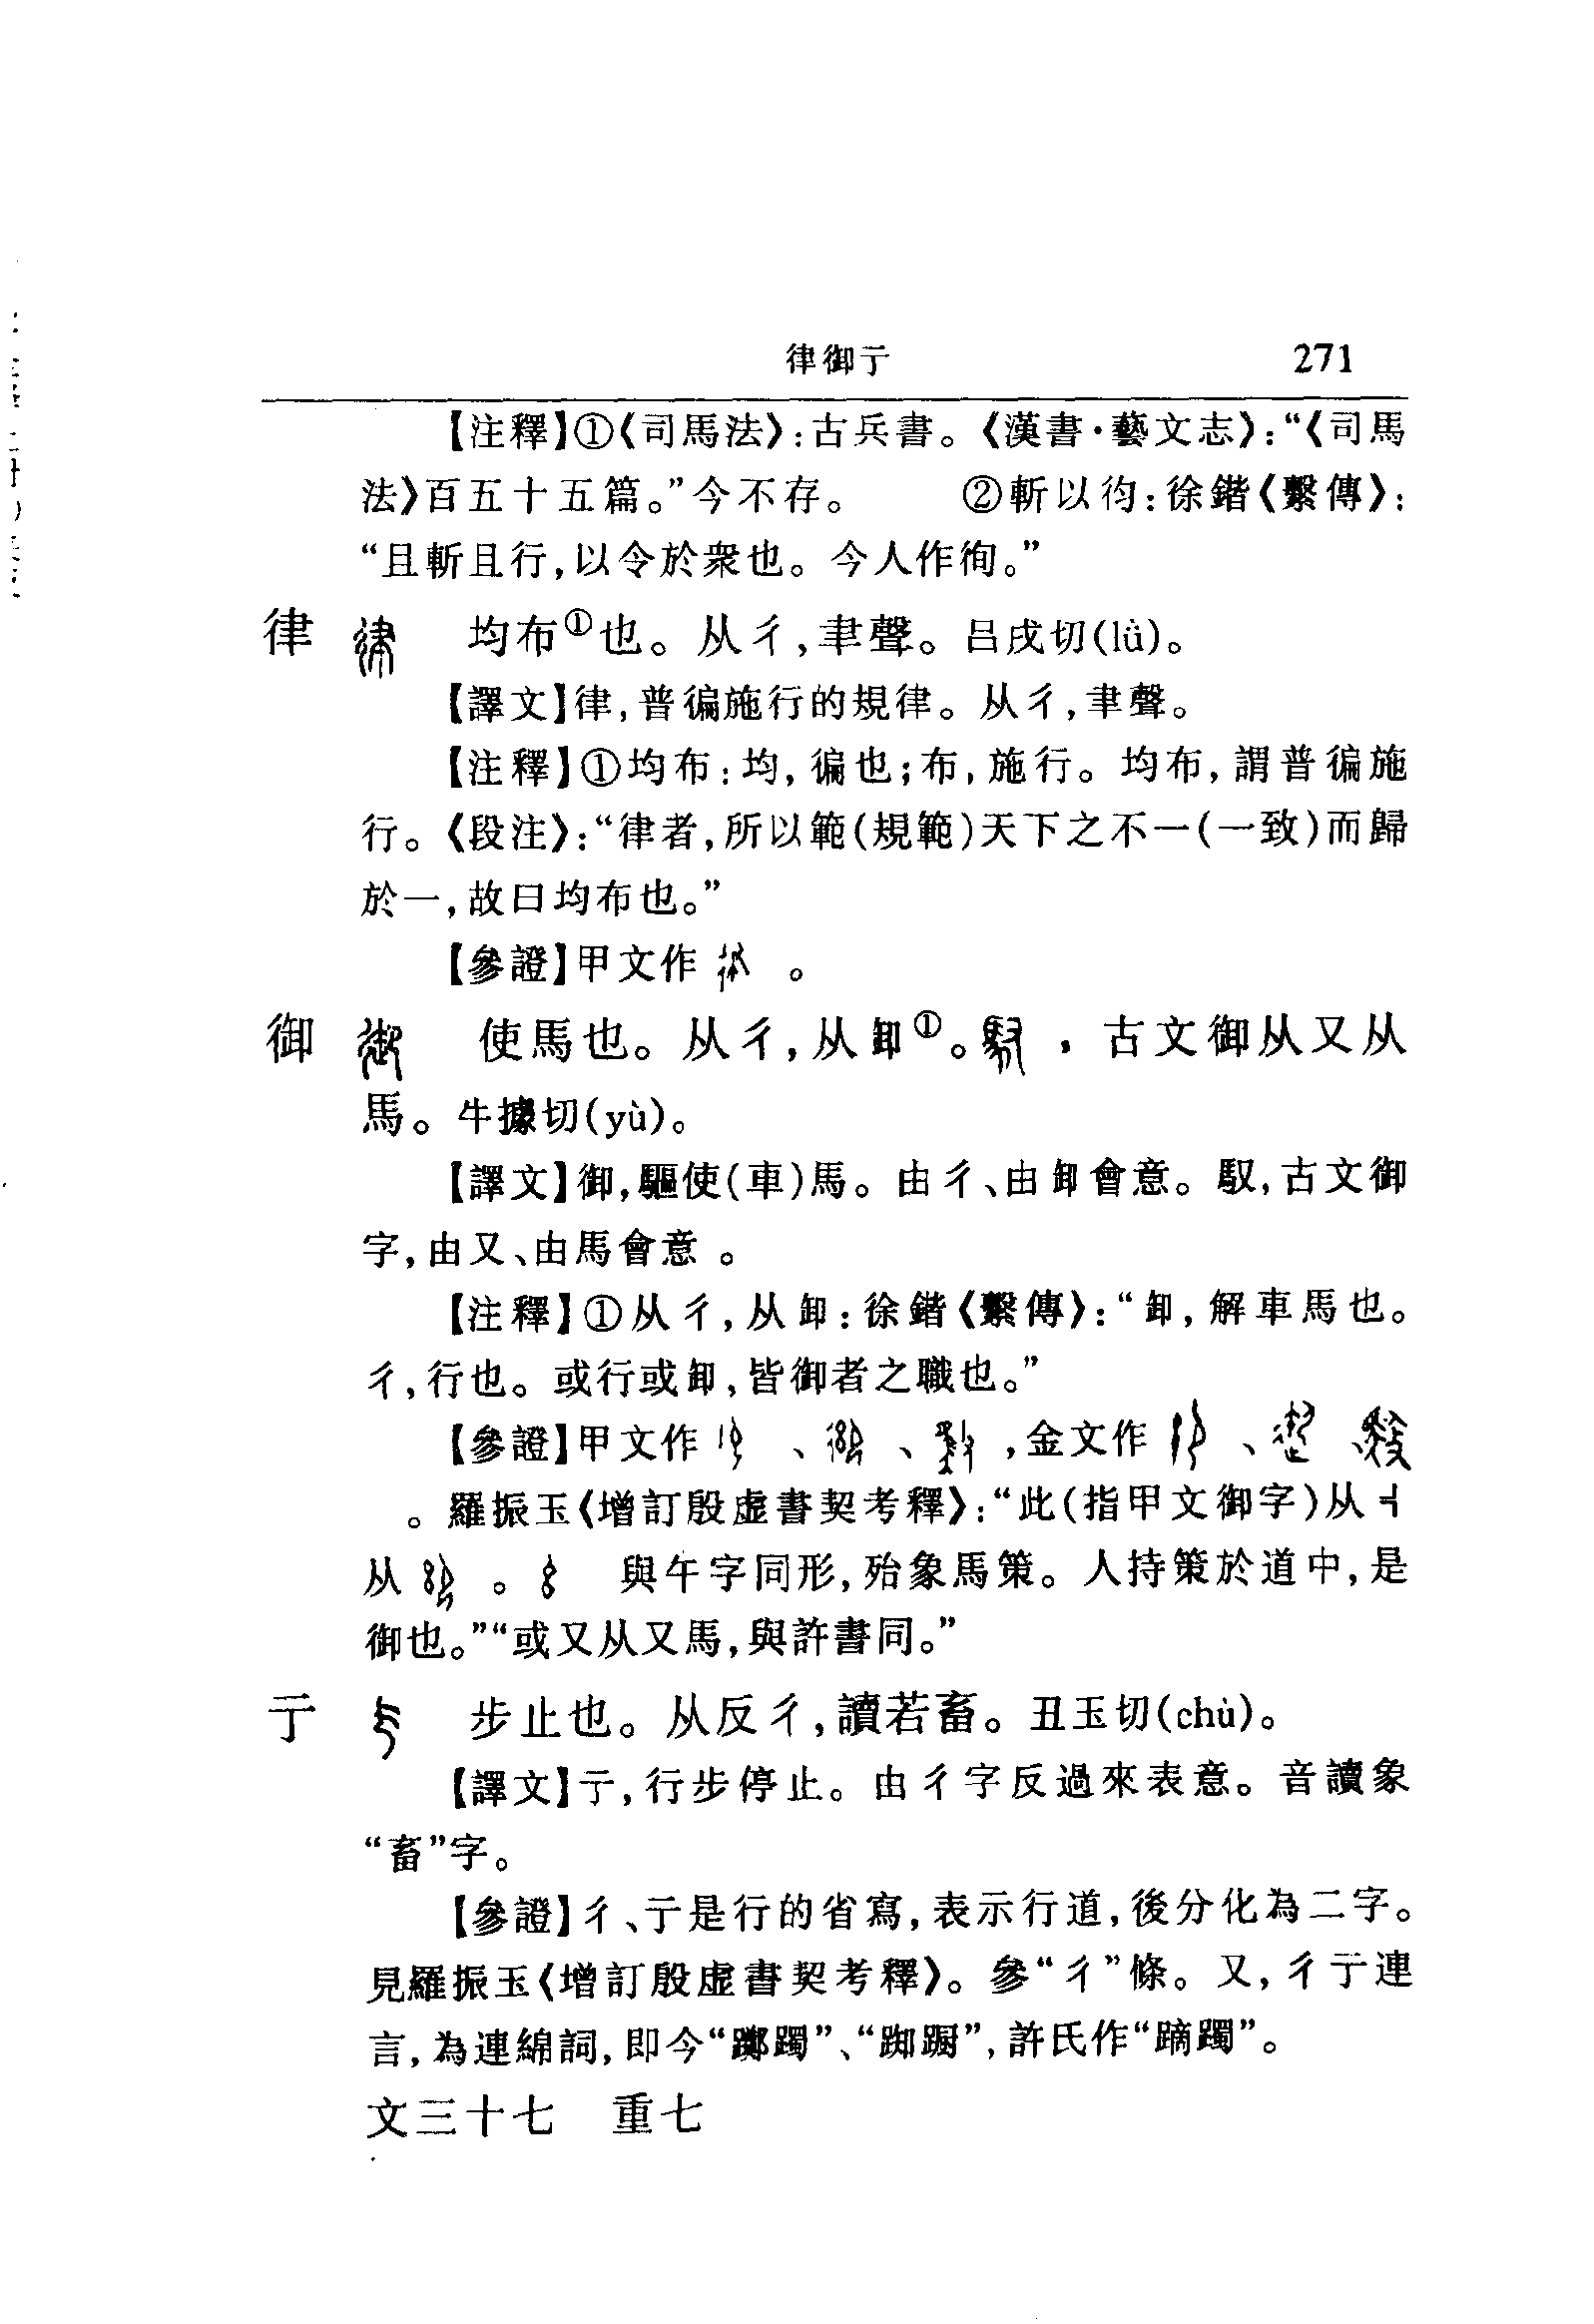 律御亍 271
【注釋】①《司馬法》:古兵書。《漢書·藝文志》:“《司馬
法》百五十五篇。”今不存。 ②斬以袀:徐鍇《繫傳》:
“且斬且行,以令於衆也。今人作徇。”
律 均布①也。从彳,聿聲。呂戌切(lǜ)。
【譯文】律,普徧施行的規律。从彳,聿聲。
【注釋】①均布:均,徧也;布,施行。均布,謂普徧施
行。《段注》:“律者,所以範(規範)天下之不一(一致)而歸
於一,故曰均布也。”
【參證】甲文作 。
御 使馬也。从彳,从卸①。 ,古文御从又从
馬。牛據切(yù)。
【譯文】御,驅使(車)馬。由彳、由卸會意。馭,古文御
字,由又、由馬會意。
【注釋】①从彳,从卸:徐鍇《繫傳》:“卸,解車馬也。
彳,行也。或行或卸,皆御者之職也。”
【參證】甲文作 、 、 ,金文作 、 、
。羅振玉《增訂殷虛書契考釋》:“此(指甲文御字)从
从 。 與午字同形,殆象馬策。人持策於道中,是
御也。”“或又从又馬,與許書同。”
亍 步止也。从反彳,讀若畜。丑玉切(chù)。
【譯文】亍,行步停止。由彳字反過來表意。音讀象
“畜”字。
【參證】彳、亍是行的省寫,表示行道,後分化為二字。
見羅振玉《增訂殷虛書契考釋》。參“彳”條。又,彳亍連
言,為連綿詞,即今“躑躅”、“踟躕”,許氏作“蹢躅”。
文三十七 重七